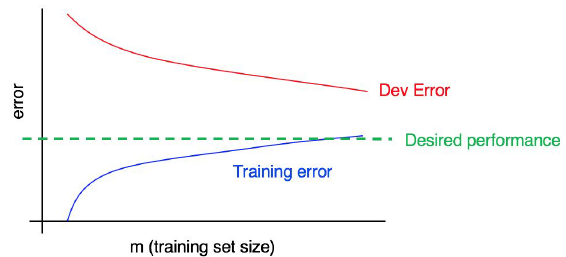 error
Dev Error
Desired performance
Training error
m (training set size)